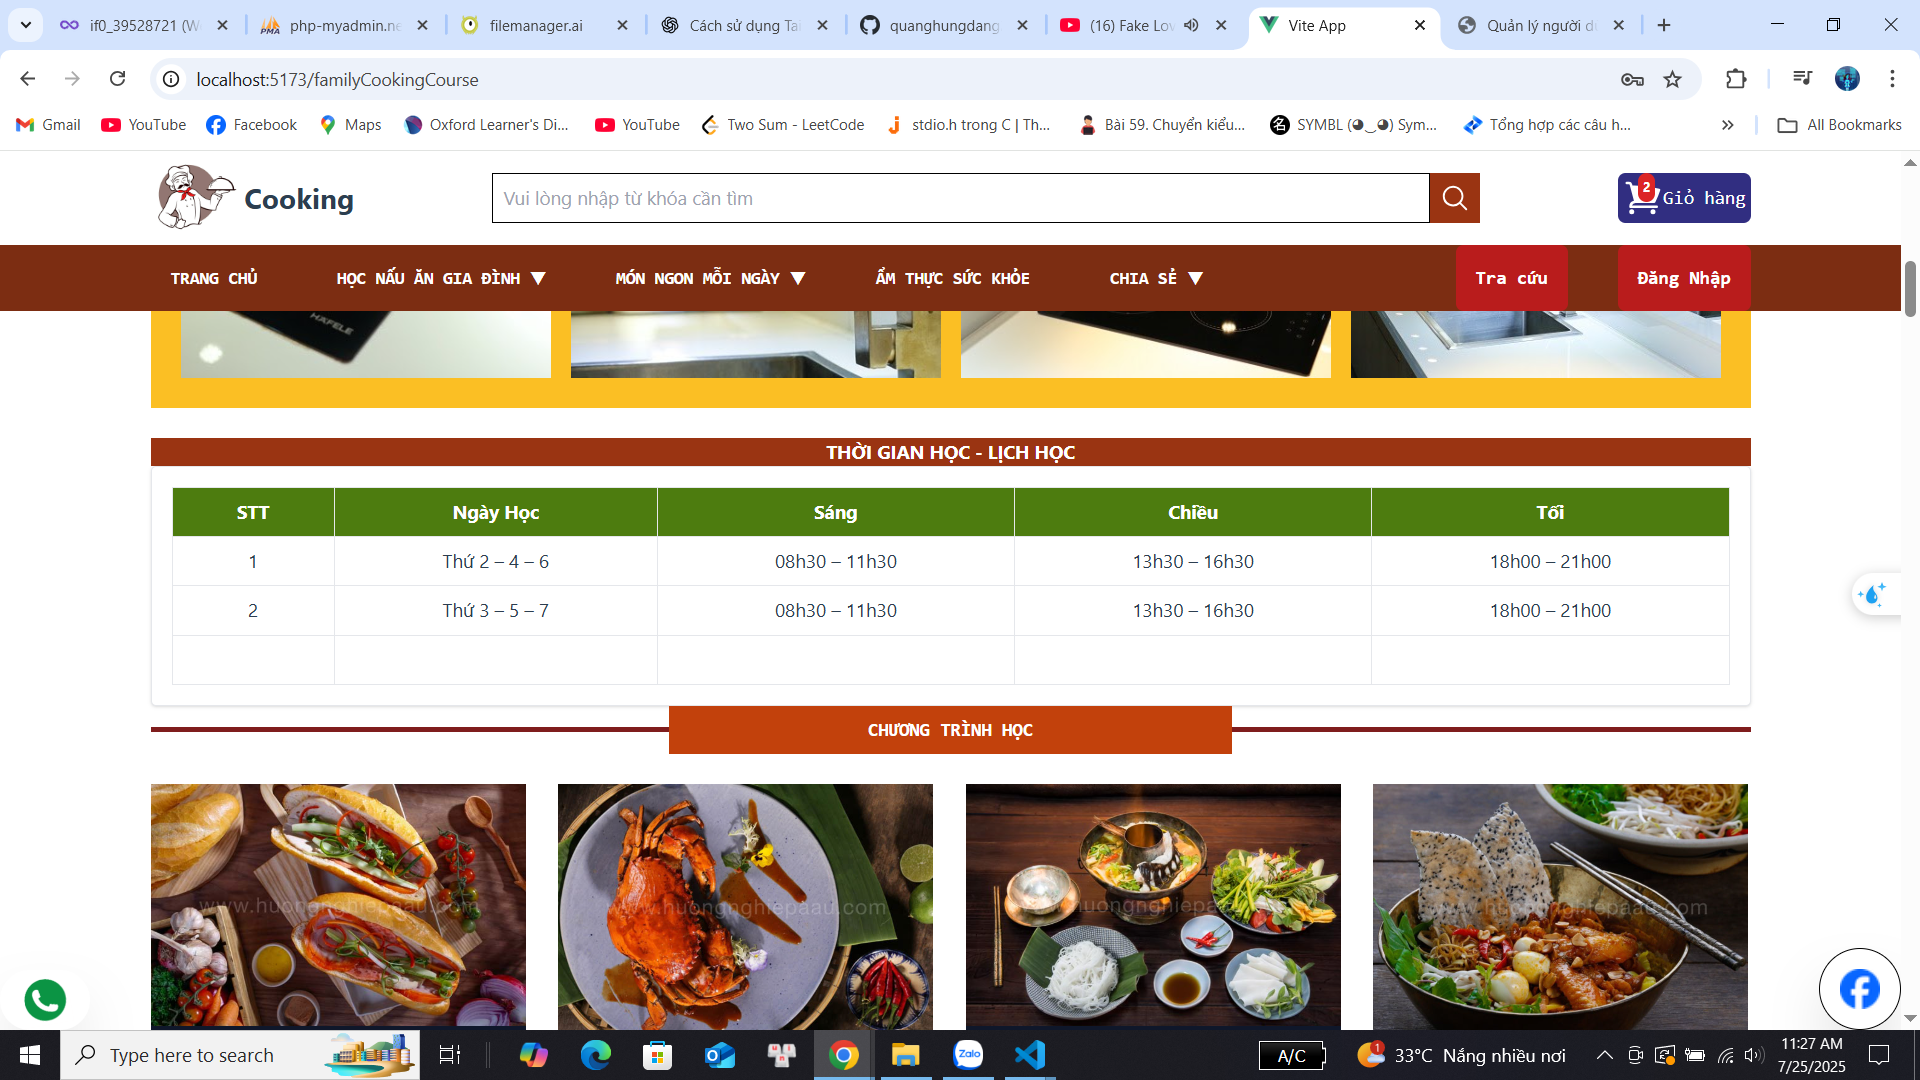 if0_39528721 (W
php-myadmin.ne
filemanager.ai
Cách sử dụng Tai
quanghungdang
(16) Fake Lov
Vite App
Quản lý người d
localhost:5173/familyCookingCourse
Gmail
YouTube
Facebook
Maps
Oxford Learner's Di...
YouTube
Two Sum - LeetCode
stdio.h trong C | Th...
Bài 59. Chuyển kiểu...
SYMBL (◕‿◕) Sym...
Tổng hợp các câu h...
All Bookmarks
Cooking
Vui lòng nhập từ khóa cần tìm
2
Giỏ hàng
TRANG CHỦ
HỌC NẤU ĂN GIA ĐÌNH ▼
MÓN NGON MỖI NGÀY ▼
ẨM THỰC SỨC KHỎE
CHIA SẺ ▼
Tra cứu
Đăng Nhập
HAFELE
THỜI GIAN HỌC - LỊCH HỌC
STT Ngày Học Sáng Chiều Tối
1 Thứ 2 – 4 – 6 08h30 – 11h30 13h30 – 16h30 18h00 – 21h00
2 Thứ 3 – 5 – 7 08h30 – 11h30 13h30 – 16h30 18h00 – 21h00
CHƯƠNG TRÌNH HỌC
www.huongnghiepaau.com
www.huongnghiepaau.com
www.huongnghiepaau.com
www.huongnghiepaau.com
Type here to search
Zalo
A/C
1
33°C Nắng nhiều nơi
11:27 AM
7/25/2025